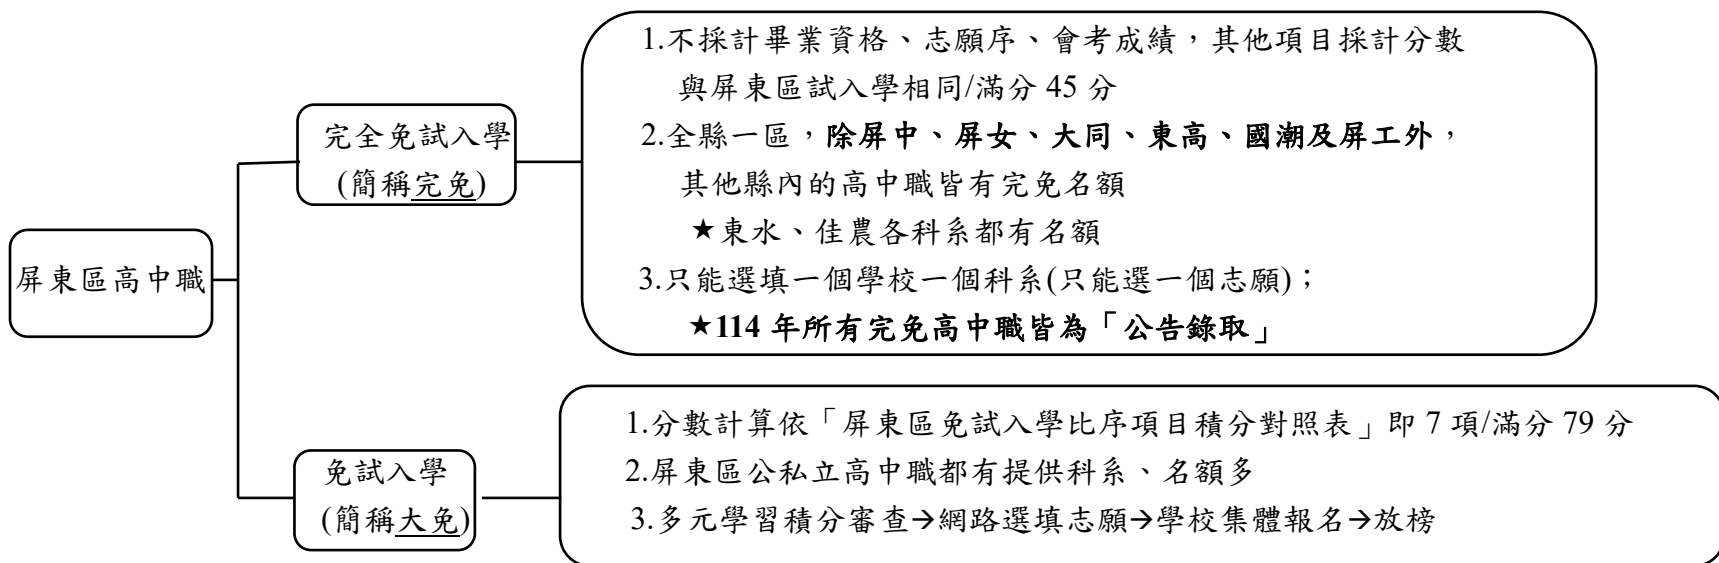 屏東區高中職
完全免試入學
(簡稱完免)
1.不採計畢業資格、志願序、會考成績，其他項目採計分數
與屏東區試入學相同/滿分 45 分
2.全縣一區，除屏中、屏女、大同、東高、國潮及屏工外，
其他縣內的高中職皆有完免名額
★東水、佳農各科系都有名額
3.只能選填一個學校一個科系(只能選一個志願)；
★114 年所有完免高中職皆為「公告錄取」
免試入學
(簡稱大免)
1.分數計算依「屏東區免試入學比序項目積分對照表」即 7 項/滿分 79 分
2.屏東區公私立高中職都有提供科系、名額多
3.多元學習積分審查→網路選填志願→學校集體報名→放榜